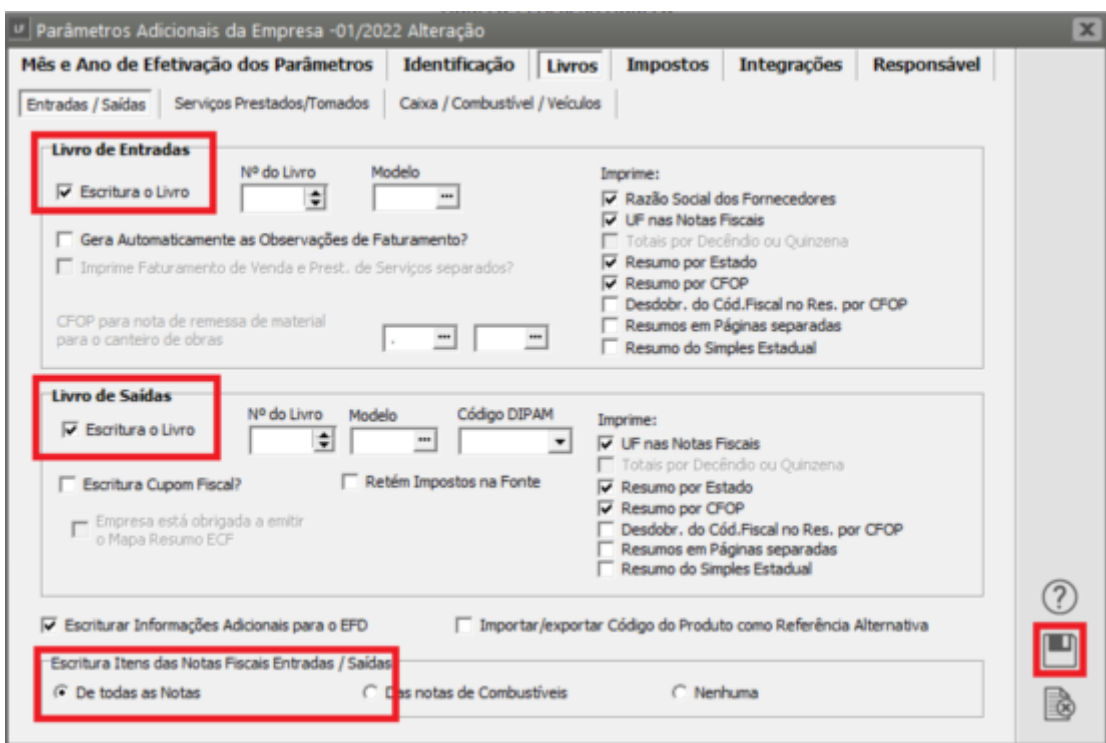 LF Parâmetros Adicionais da Empresa -01/2022 Alteração
Mês e Ano de Efetivação dos Parâmetros Identificação Livros Impostos Integrações Responsável
Entradas / Saídas Serviços Prestados/Tomados Caixa / Combustível / Veículos
Livro de Entradas
Escritura o Livro
Nº do Livro Modelo
Gera Automaticamente as Observações de Faturamento?
Imprime Faturamento de Venda e Prest. de Serviços separados?
CFOP para nota de remessa de material
para o canteiro de obras
.
Imprime:
Razão Social dos Fornecedores
UF nas Notas Fiscais
Totais por Decêndio ou Quinzena
Resumo por Estado
Resumo por CFOP
Desdobr. do Cód.Fiscal no Res. por CFOP
Resumos em Páginas separadas
Resumo do Simples Estadual
Livro de Saídas
Escritura o Livro
Nº do Livro Modelo Código DIPAM
Escritura Cupom Fiscal? Retém Impostos na Fonte
Empresa está obrigada a emitir
o Mapa Resumo ECF
Imprime:
UF nas Notas Fiscais
Totais por Decêndio ou Quinzena
Resumo por Estado
Resumo por CFOP
Desdobr. do Cód.Fiscal no Res. por CFOP
Resumos em Páginas separadas
Resumo do Simples Estadual
Escriturar Informações Adicionais para o EFD Importar/exportar Código do Produto como Referência Alternativa
Escritura Itens das Notas Fiscais Entradas / Saídas
De todas as Notas Das notas de Combustíveis Nenhuma